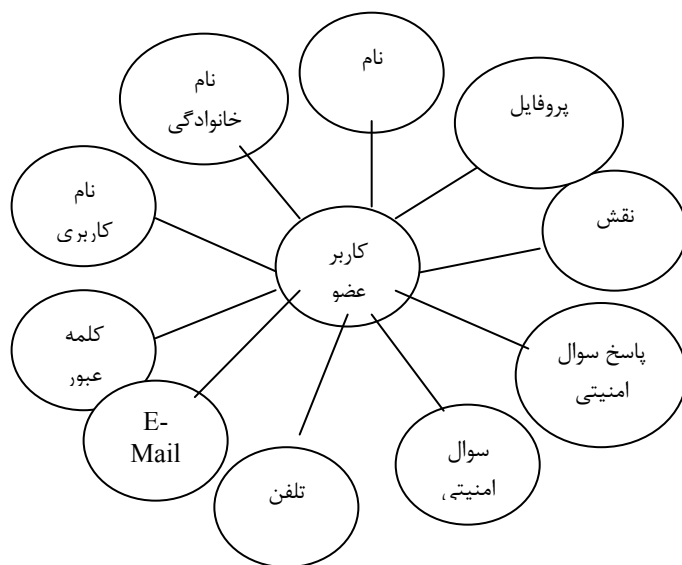 نام
نام
خانوادگی
پروفایل
نام
کاربری
نقش
کاربر
عضو
کلمه
عبور
پاسخ سوال
امنیتی
E-
Mail
سوال
امنیتی
تلفن